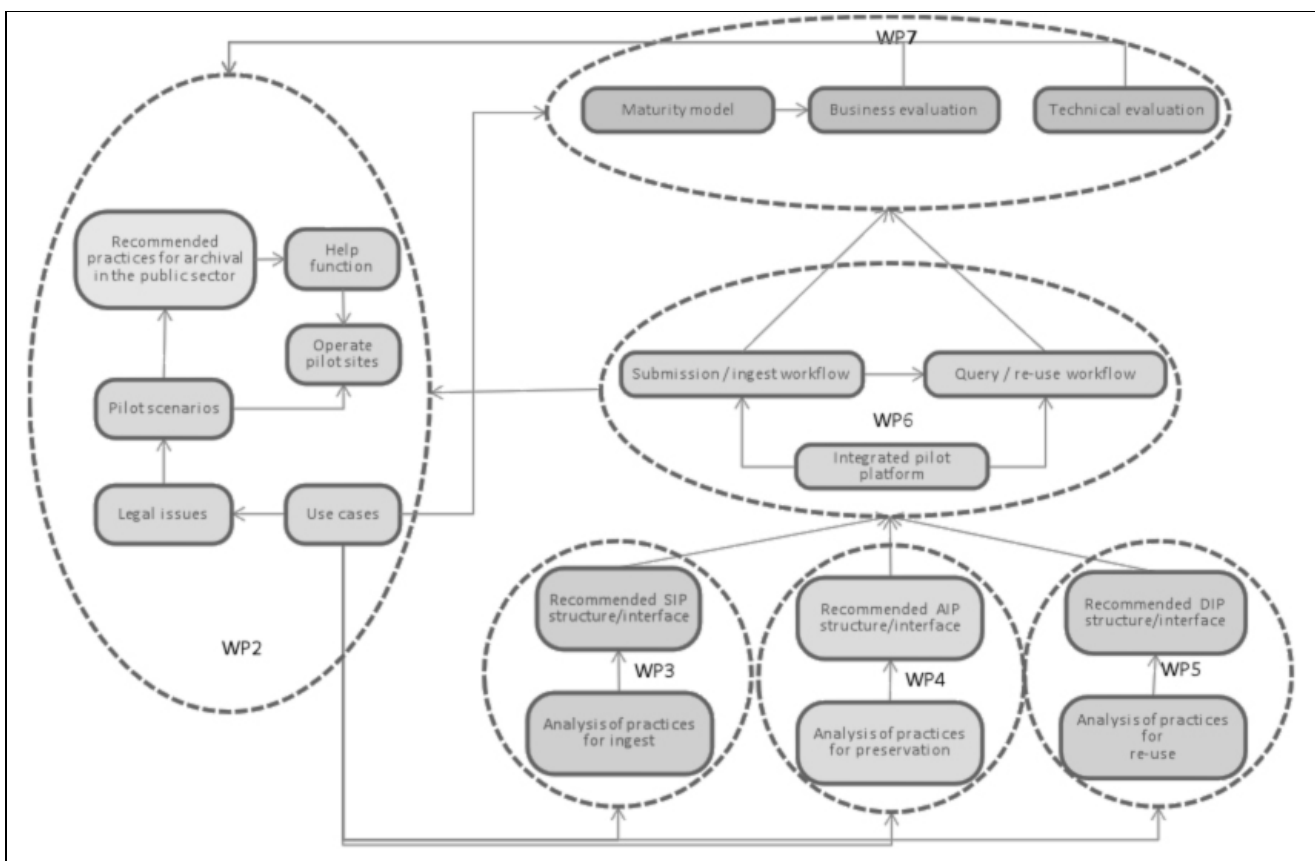 WP7
Maturity model
Business evaluation
Technical evaluation
Recommended
practices for archival
in the public sector
Help
function
Operate
pilot sites
Pilot scenarios
Legal issues
Use cases
WP2
Submission / ingest workflow
Query / re-use workflow
WP6
Integrated pilot
platform
Recommended SIP
structure/interface
WP3
Analysis of practices
for ingest
Recommended AIP
structure/interface
WP4
Analysis of practices
for preservation
Recommended DIP
structure/interface
WP5
Analysis of practices
for
re-use